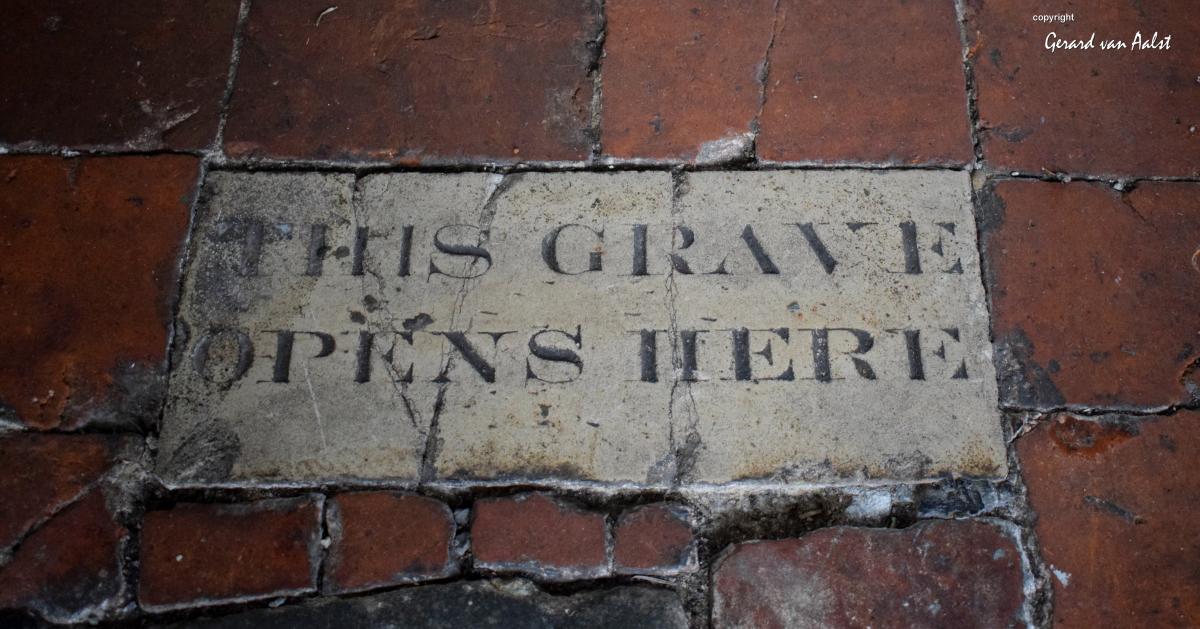 copyright
Gerard van Aalst
THIS GRAVE
OPENS HERE